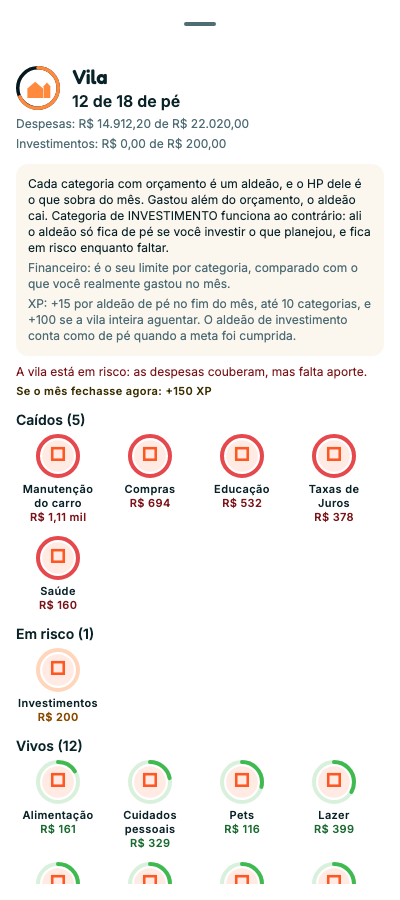 Vila
12 de 18 de pé
Despesas: R$ 14.912,20 de R$ 22.020,00
Investimentos: R$ 0,00 de R$ 200,00
Cada categoria com orçamento é um aldeão, e o HP dele é
o que sobra do mês. Gastou além do orçamento, o aldeão
cai. Categoria de INVESTIMENTO funciona ao contrário: ali
o aldeão só fica de pé se você investir o que planejou, e fica
em risco enquanto faltar.
Financeiro: é o seu limite por categoria, comparado com o
que você realmente gastou no mês.
XP: +15 por aldeão de pé no fim do mês, até 10 categorias, e
+100 se a vila inteira aguentar. O aldeão de investimento
conta como de pé quando a meta foi cumprida.
A vila está em risco: as despesas couberam, mas falta aporte.
Se o mês fechasse agora: +150 XP
Caídos (5)
Manutenção
do carro
R$ 1,11 mil
Compras
R$ 694
Educação
R$ 532
Taxas de
Juros
R$ 378
Saúde
R$ 160
Em risco (1)
Investimentos
R$ 200
Vivos (12)
Alimentação
R$ 161
Cuidados
pessoais
R$ 329
Pets
R$ 116
Lazer
R$ 399